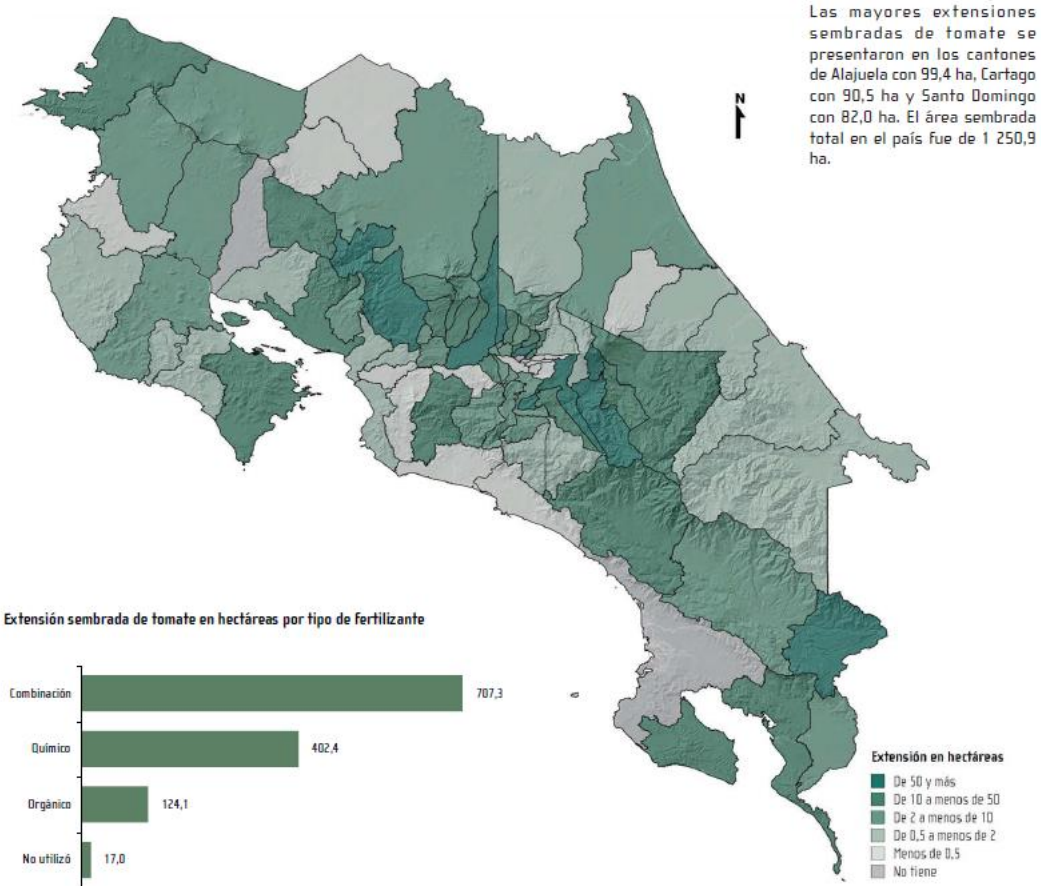 Las mayores extensiones
sembradas de tomate se
presentaron en los cantones
de Alajuela con 99,4 ha, Cartago
con 90,5 ha y Santo Domingo
con 82,0 ha. El área sembrada
total en el país fue de 1 250,9
ha.
N
Extensión sembrada de tomate en hectáreas por tipo de fertilizante
Combinación 707,3
Químico 402,4
Orgánico 124,1
No utilizó 17,0
Extensión en hectáreas
De 50 y más
De 10 a menos de 50
De 2 a menos de 10
De 0,5 a menos de 2
Menos de 0,5
No tiene